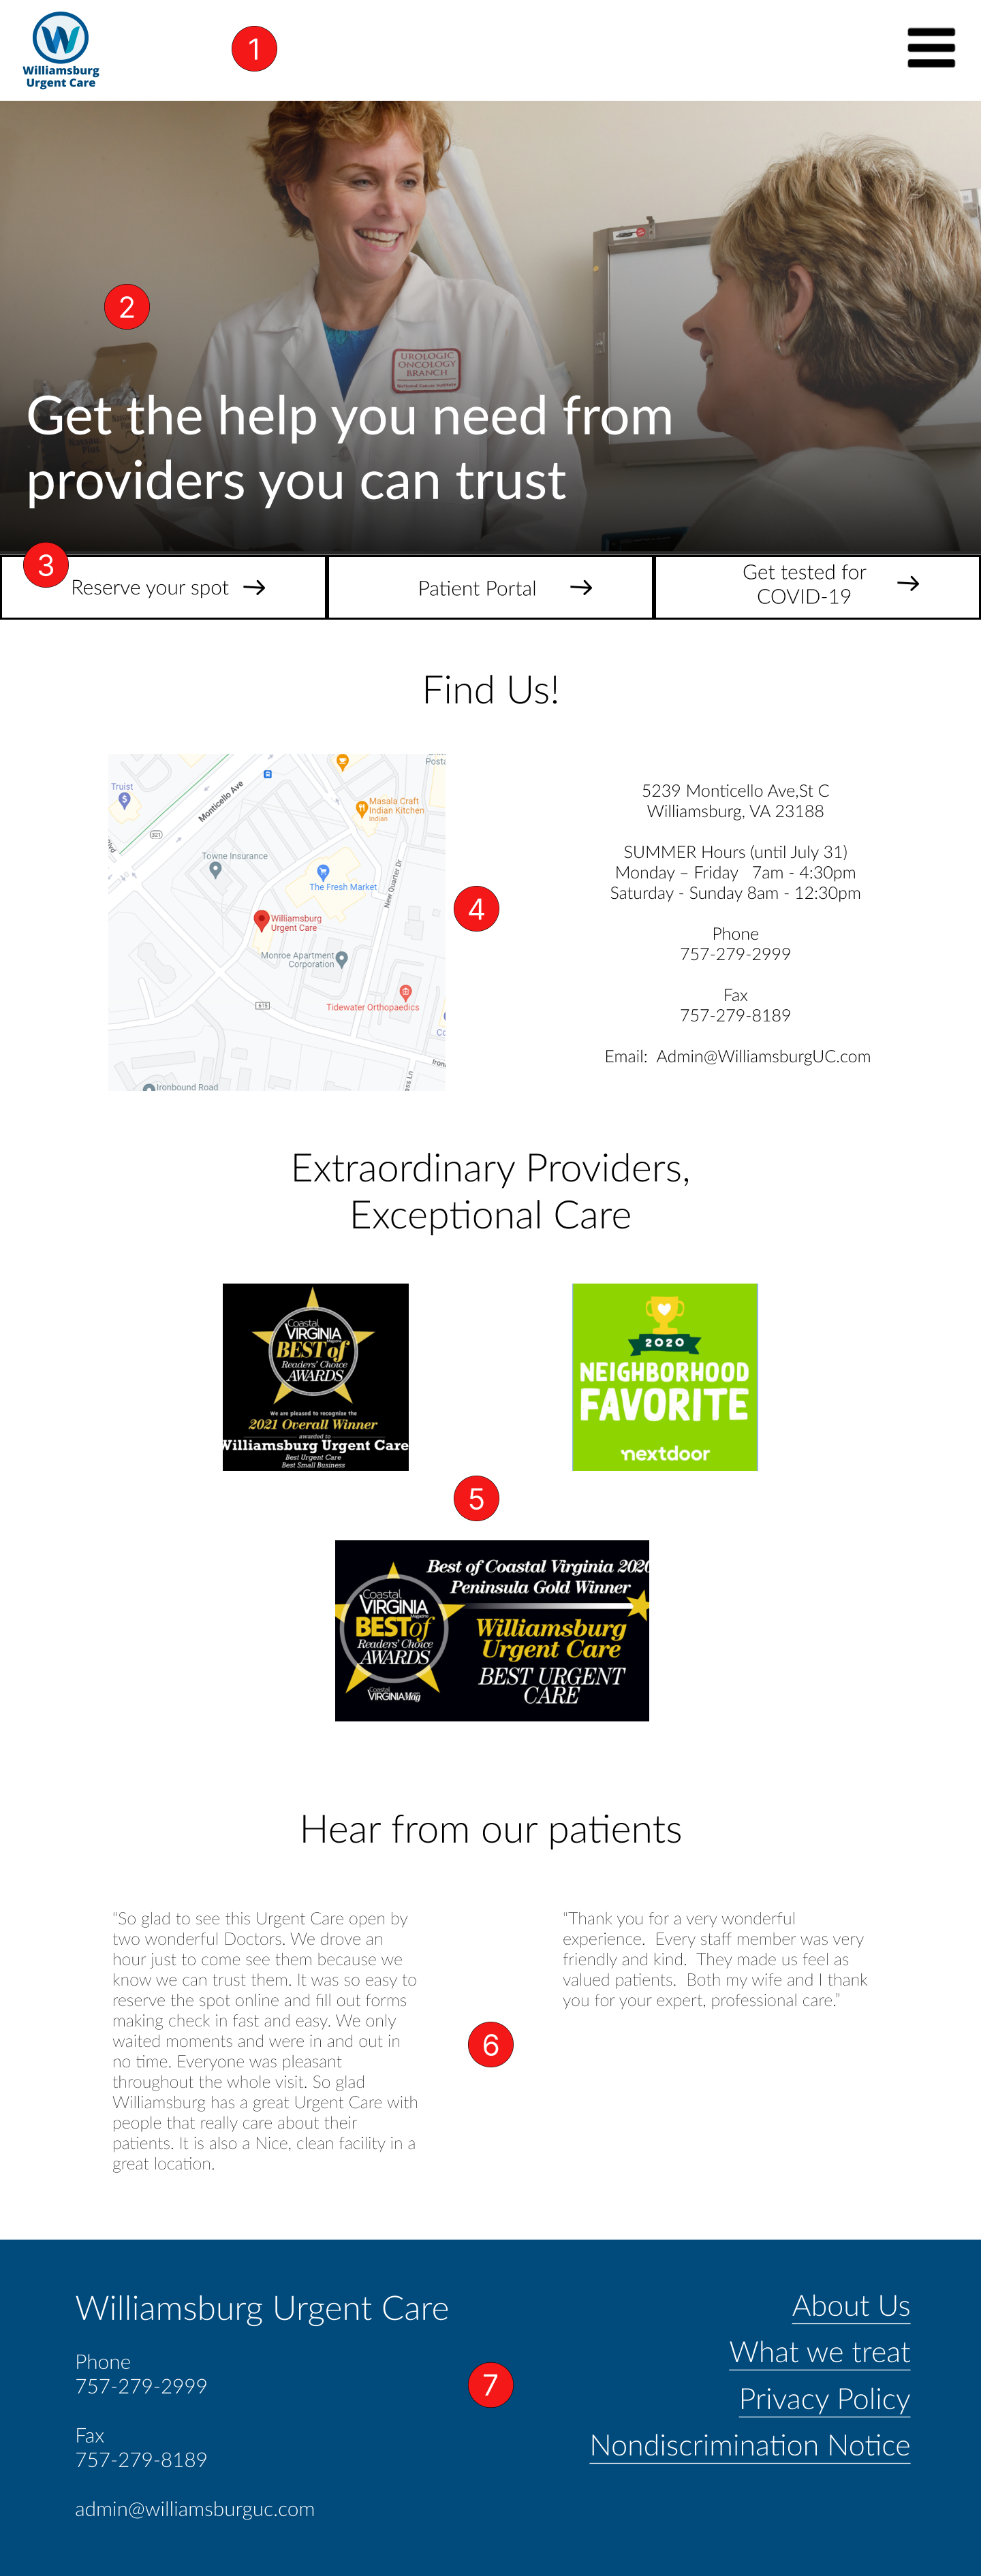 Williamsburg
Urgent Care
1
2
UROLOGIC
ONCOLOGY
BRANCH
National Cancer Institute
Get the help you need from
providers you can trust
3
Reserve your spot
Patient Portal
Get tested for
COVID-19
Find Us!
Truist
Monticello Ave
Masala Craft
Indian Kitchen
Indian
321
Towne Insurance
The Fresh Market
New Quarter Dr
Williamsburg
Urgent Care
Monroe Apartment
Corporation
615
Tidewater Orthopaedics
Ironbound Road
4
5239 Monticello Ave,St C
Williamsburg, VA 23188
SUMMER Hours (until July 31)
Monday – Friday 7am - 4:30pm
Saturday - Sunday 8am - 12:30pm
Phone
757-279-2999
Fax
757-279-8189
Email: Admin@WilliamsburgUC.com
Extraordinary Providers,
Exceptional Care
Coastal
VIRGINIA
Magazine
BEST of
Readers' Choice
AWARDS
We are pleased to recognize the
2021 Overall Winner
awarded to
Williamsburg Urgent Care
Best Urgent Care
Best Small Business
2020
NEIGHBORHOOD
FAVORITE
nextdoor
5
Best of Coastal Virginia 2020
Peninsula Gold Winner
Coastal
VIRGINIA
Magazine
BEST of
Readers' Choice
AWARDS
Coastal
VIRGINIA Mag
Williamsburg
Urgent Care
BEST URGENT
CARE
Hear from our patients
“So glad to see this Urgent Care open by
two wonderful Doctors. We drove an
hour just to come see them because we
know we can trust them. It was so easy to
reserve the spot online and fill out forms
making check in fast and easy. We only
waited moments and were in and out in
no time. Everyone was pleasant
throughout the whole visit. So glad
Williamsburg has a great Urgent Care with
people that really care about their
patients. It is also a Nice, clean facility in a
great location.
6
“Thank you for a very wonderful
experience.  Every staff member was very
friendly and kind.  They made us feel as
valued patients.  Both my wife and I thank
you for your expert, professional care.”
Williamsburg Urgent Care
Phone
757-279-2999
Fax
757-279-8189
admin@williamsburguc.com
7
About Us
What we treat
Privacy Policy
Nondiscrimination Notice